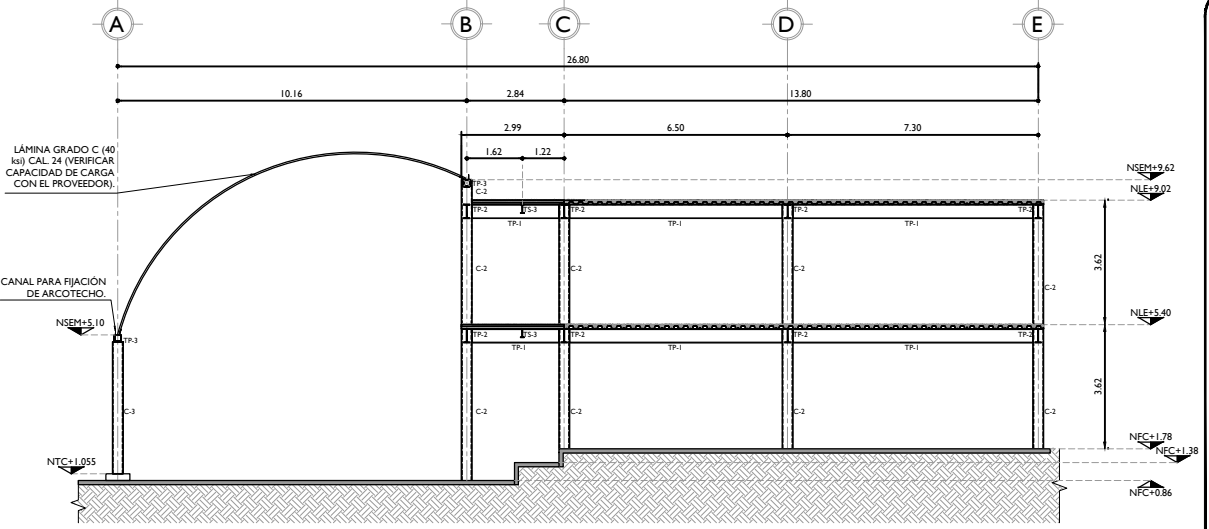 A B C D E
26.80
10.16 2.84 13.80
2.99 6.50 7.30
1.62 1.22
LÁMINA GRADO C (40
ksi) CAL. 24 (VERIFICAR
CAPACIDAD DE CARGA
CON EL PROVEEDOR).
NSEM+9.62
TP-3
C-2
NLE+9.02
TP-2 TS-3 TP-2 TP-2 TP-2
TP-1 TP-1 TP-1
3.62
C-2 C-2 C-2 C-2
CANAL PARA FIJACIÓN
DE ARCOTECHO.
NSEM+5.10
NLE+5.40
TP-3
TP-2 TS-3 TP-2 TP-2 TP-2
TP-1 TP-1 TP-1
3.62
C-3 C-2 C-2 C-2 C-2
NFC+1.78
NFC+1.38
NTC+1.055
NFC+0.86